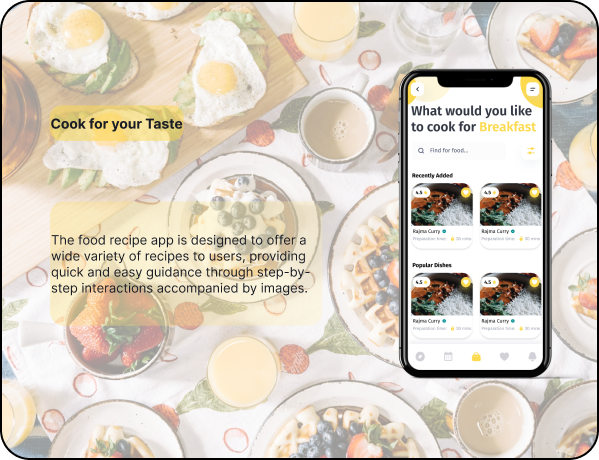 Cook for your Taste
The food recipe app is designed to offer a
wide variety of recipes to users, providing
quick and easy guidance through step-by-
step interactions accompanied by images.
What would you like
to cook for Breakfast
Find for food...
Recently Added
4.5
4.5
Rajma Curry
Rajma Curry
Preparation time: 30 mins
Preparation time: 30 mins
Popular Dishes
4.5
4.5
Rajma Curry
Rajma Curry
Preparation time: 30 mins
Preparation time: 30 mins